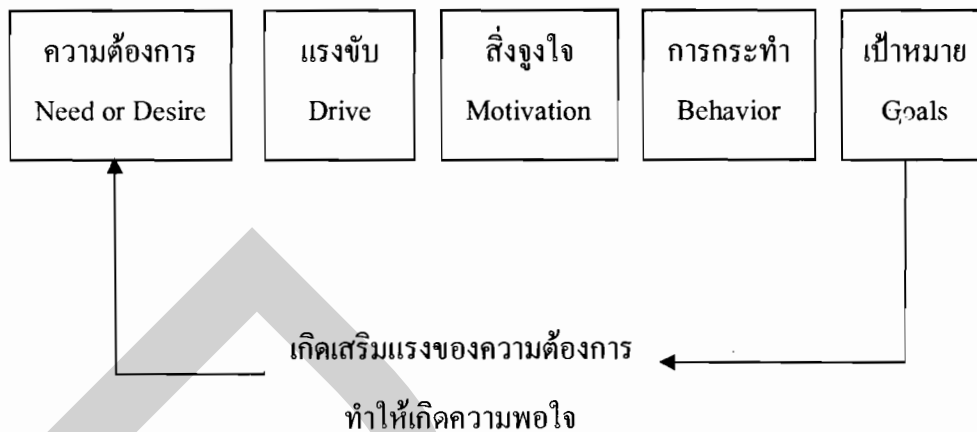 ความต้องการ
Need or Desire
แรงขับ
Drive
สิ่งจูงใจ
Motivation
การกระทำ
Behavior
เป้าหมาย
Goals
เกิดเสริมแรงของความต้องการ
ทำให้เกิดความพอใจ